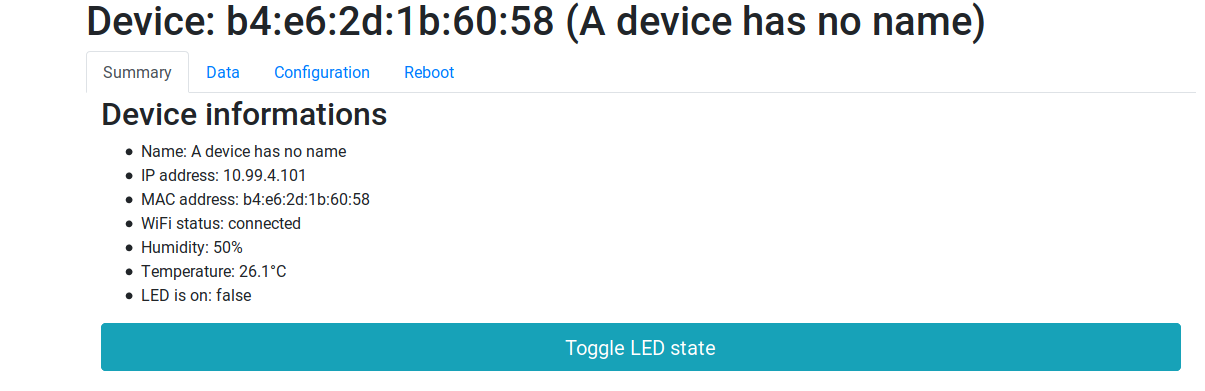 Device: b4:e6:2d:1b:60:58 (A device has no name)
Summary Data Configuration Reboot
Device informations
Name: A device has no name
IP address: 10.99.4.101
MAC address: b4:e6:2d:1b:60:58
WiFi status: connected
Humidity: 50%
Temperature: 26.1°C
LED is on: false
Toggle LED state